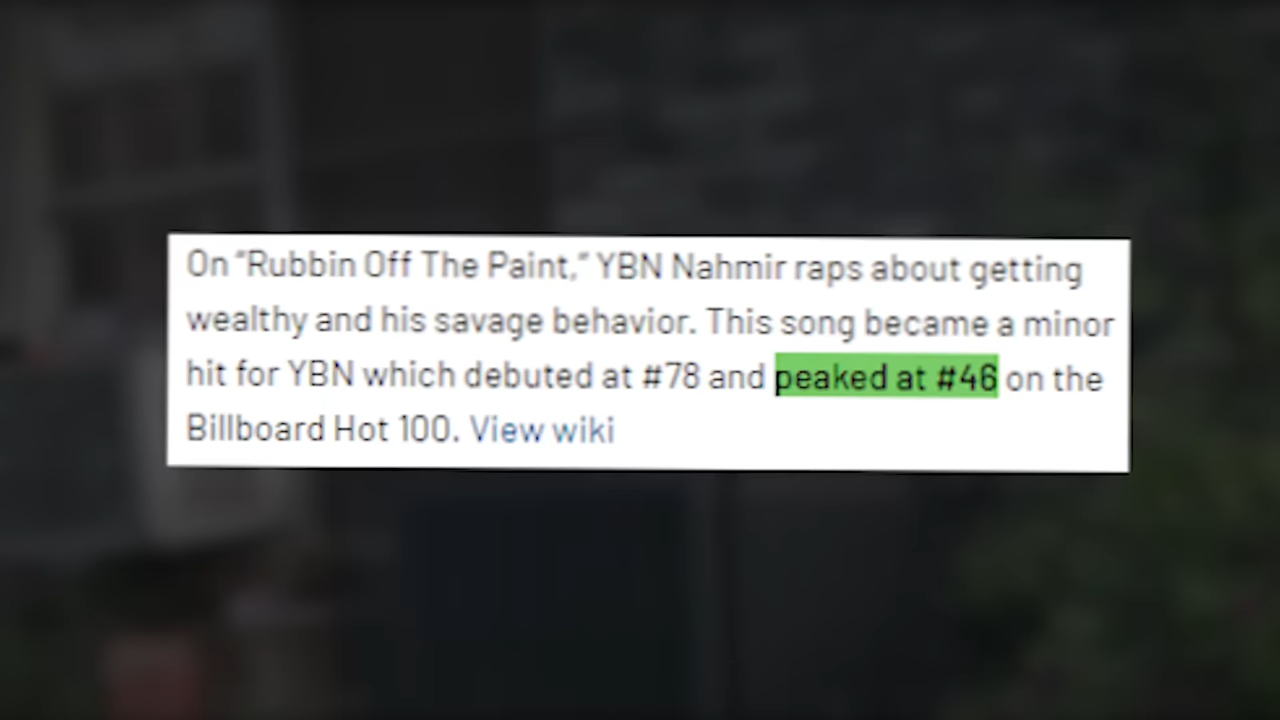 On “Rubbin Off The Paint,” YBN Nahmir raps about getting
wealthy and his savage behavior. This song became a minor
hit for YBN which debuted at #78 and peaked at #46 on the
Billboard Hot 100. View wiki